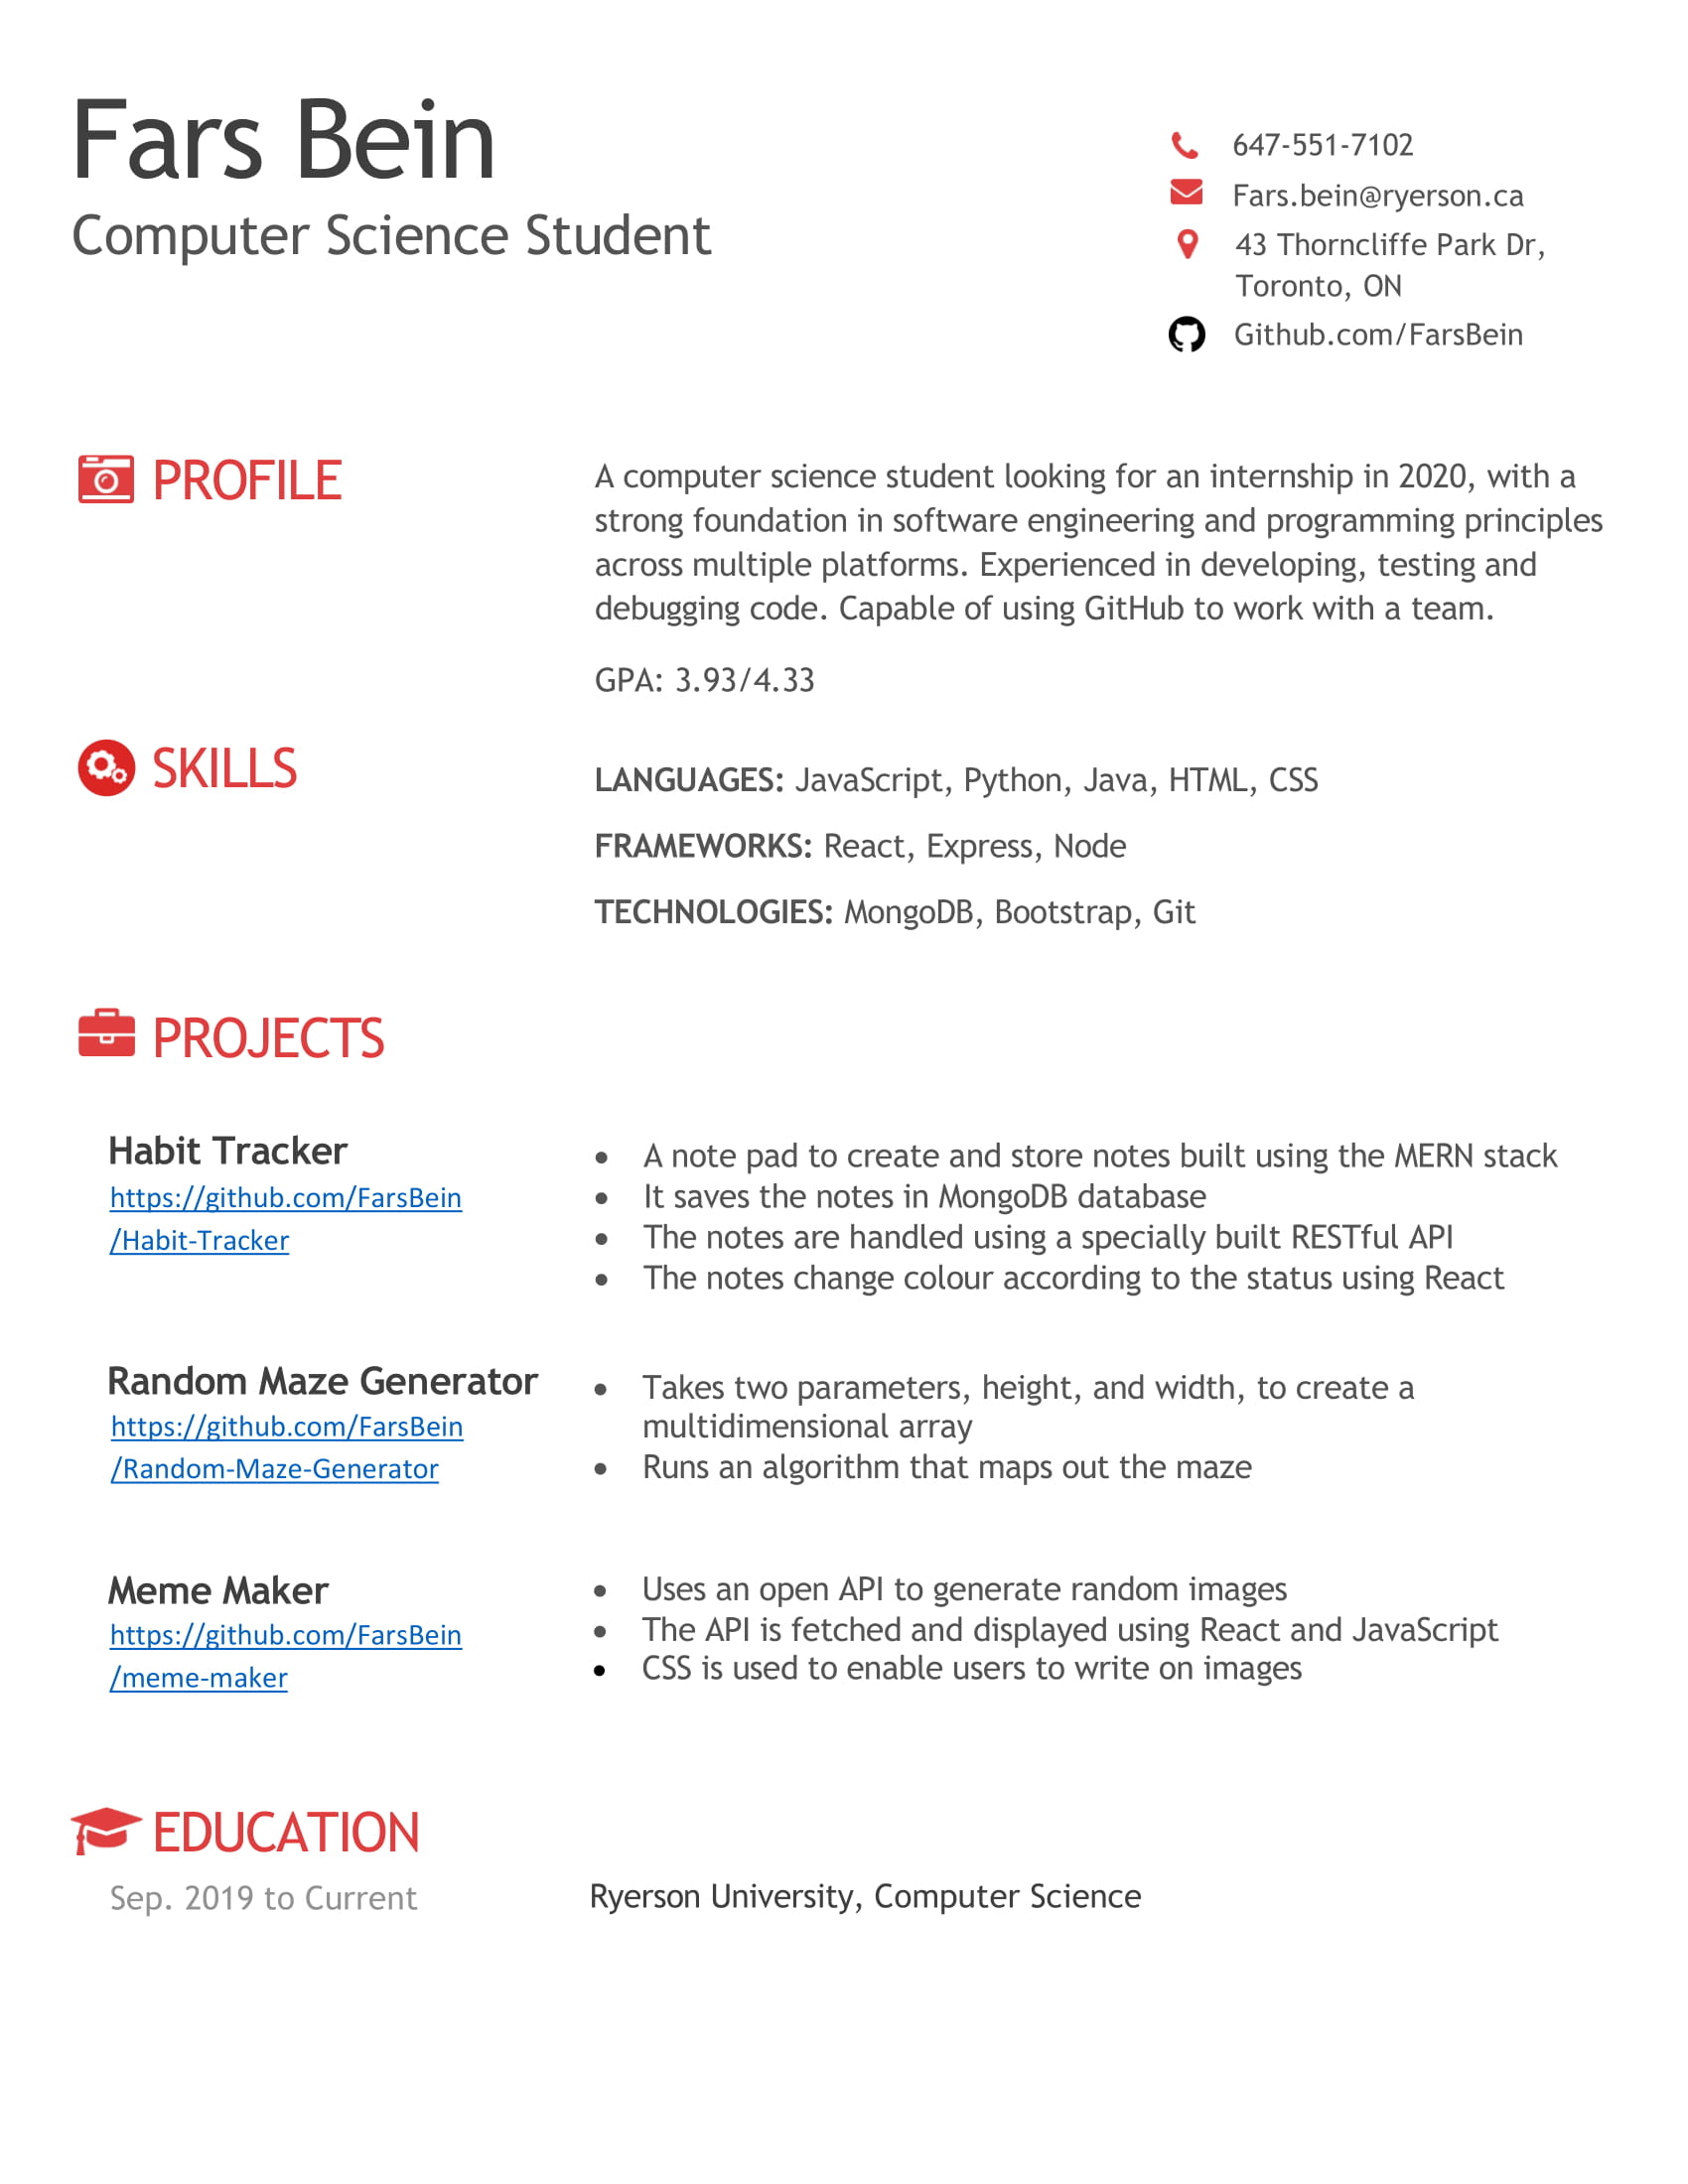 Fars Bein
Computer Science Student
647-551-7102
Fars.bein@ryerson.ca
43 Thorncliffe Park Dr,
Toronto, ON
Github.com/FarsBein
PROFILE
A computer science student looking for an internship in 2020, with a
strong foundation in software engineering and programming principles
across multiple platforms. Experienced in developing, testing and
debugging code. Capable of using GitHub to work with a team.
GPA: 3.93/4.33
SKILLS
LANGUAGES: JavaScript, Python, Java, HTML, CSS
FRAMEWORKS: React, Express, Node
TECHNOLOGIES: MongoDB, Bootstrap, Git
PROJECTS
Habit Tracker
https://github.com/FarsBein
/Habit-Tracker
• A note pad to create and store notes built using the MERN stack
• It saves the notes in MongoDB database
• The notes are handled using a specially built RESTful API
• The notes change colour according to the status using React
Random Maze Generator
https://github.com/FarsBein
/Random-Maze-Generator
• Takes two parameters, height, and width, to create a
multidimensional array
• Runs an algorithm that maps out the maze
Meme Maker
https://github.com/FarsBein
/meme-maker
• Uses an open API to generate random images
• The API is fetched and displayed using React and JavaScript
• CSS is used to enable users to write on images
EDUCATION
Sep. 2019 to Current
Ryerson University, Computer Science